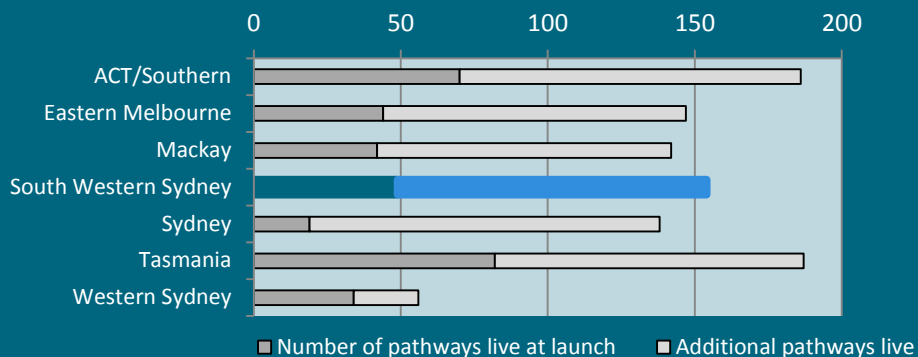 0 50 100 150 200
ACT/Southern
Eastern Melbourne
Mackay
South Western Sydney
Sydney
Tasmania
Western Sydney
Number of pathways live at launch Additional pathways live